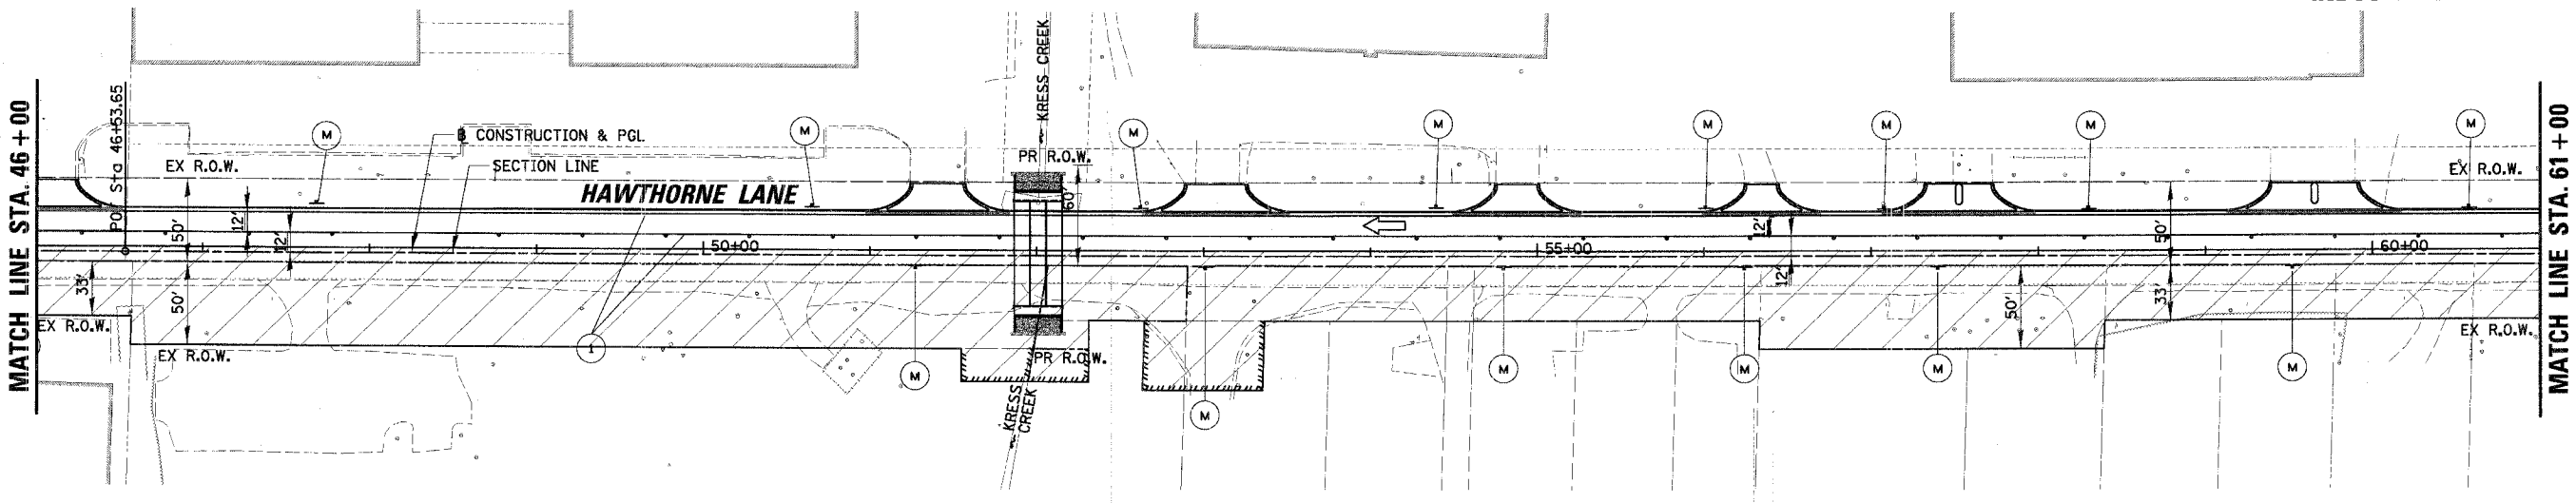 MATCH LINE STA. 46+00
POT Sta 46+53.65
EX R.O.W.
M
M
CONSTRUCTION & PGL
SECTION LINE
HAWTHORNE LANE
KRESS CREEK
PR R.O.W.
60'
M
M
M
M
M
M
EX R.O.W.
MATCH LINE STA. 61+00
50'
12'
12'
50+00
55+00
12'
12'
50'
60+00
33'
50'
50'
33'
EX R.O.W.
EX R.O.W.
1
M
PR R.O.W.
M
M
M
M
M
EX R.O.W.
KRESS
CREEK